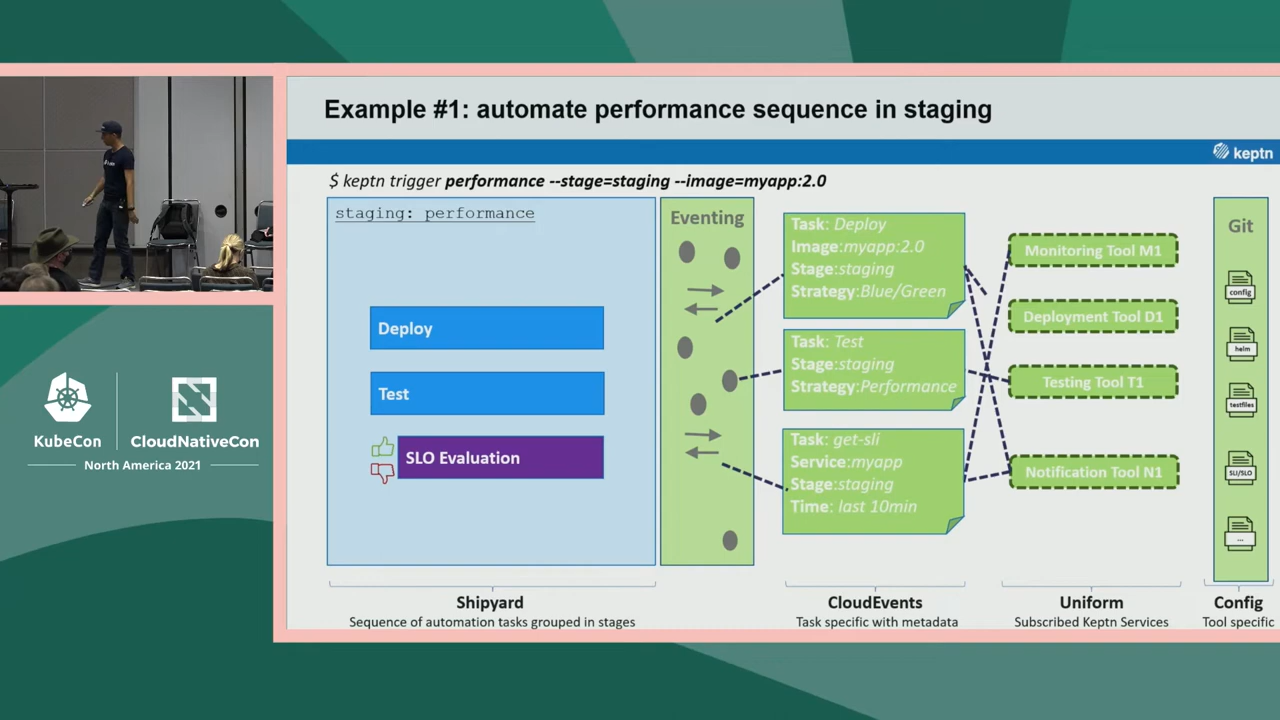 Example #1: automate performance sequence in staging
keptn
$ keptn trigger performance --stage=staging --image=myapp:2.0
staging: performance
Deploy
Test
SLO Evaluation
Eventing
Task: Deploy
Image:myapp:2.0
Stage:staging
Strategy:Blue/Green
Task: Test
Stage:staging
Strategy:Performance
Task: get-sli
Service:myapp
Stage:staging
Time: last 10min
Monitoring Tool M1
Deployment Tool D1
Testing Tool T1
Notification Tool N1
Git
config
helm
testfiles
SLI/SLO
...
Shipyard
Sequence of automation tasks grouped in stages
CloudEvents
Task specific with metadata
Uniform
Subscribed Keptn Services
Config
Tool specific
KubeCon
CloudNativeCon
North America 2021